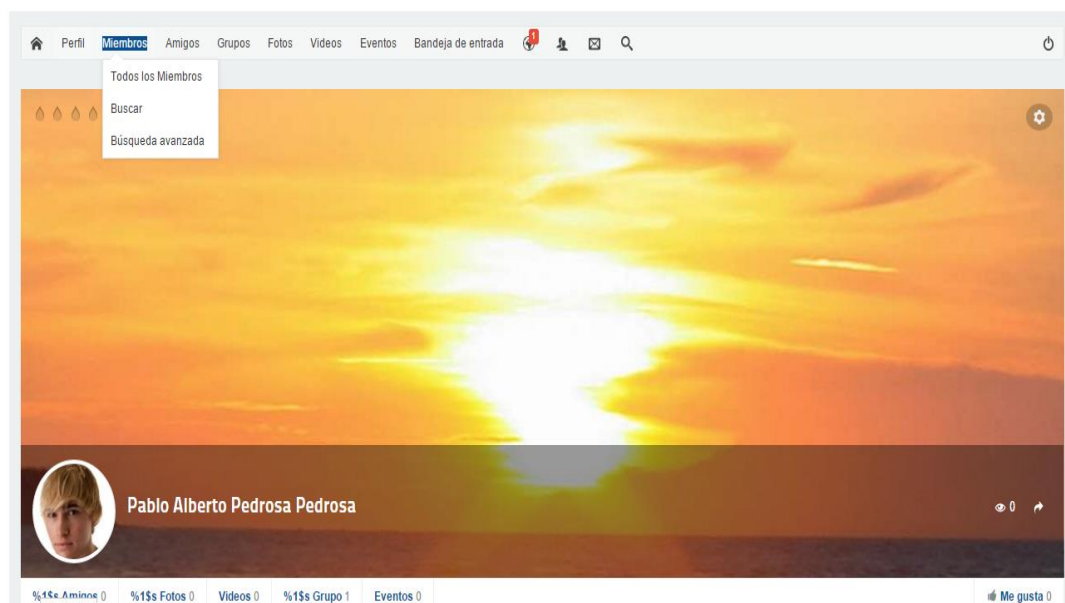 Perfil Miembros Amigos Grupos Fotos Videos Eventos Bandeja de entrada 1
Todos los Miembros
Buscar
Búsqueda avanzada
Pablo Alberto Pedrosa Pedrosa
0
%1$s Amigos 0 %1$s Fotos 0 Videos 0 %1$s Grupo 1 Eventos 0 Me gusta 0